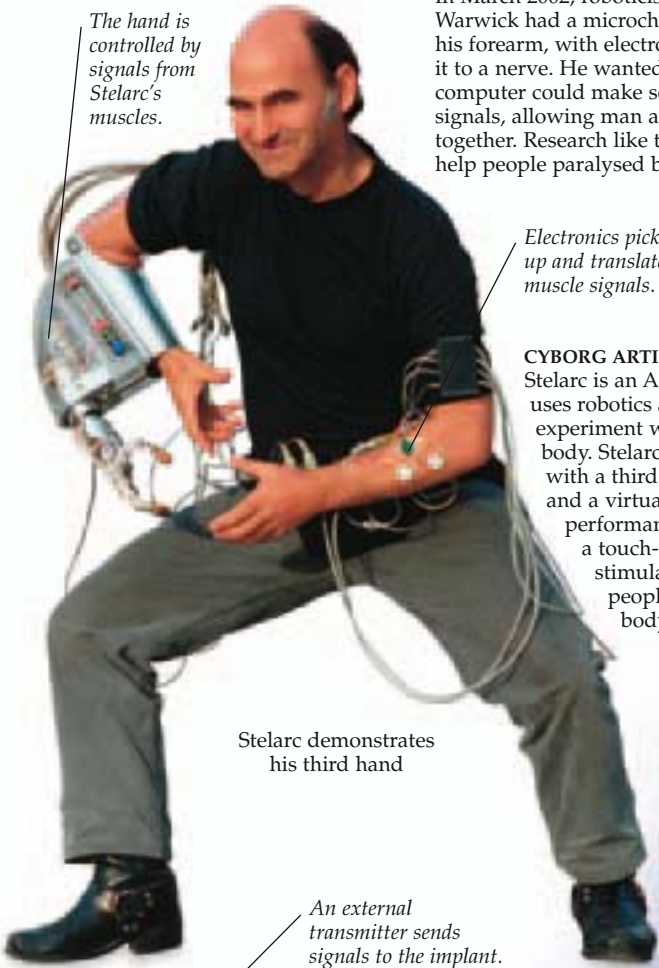 The hand is
controlled by
signals from
Stelarc's
muscles.
Warwick had a microch
his forearm, with electro
it to a nerve. He wanted
computer could make se
signals, allowing man a
together. Research like t
help people paralysed b
Electronics pick
up and translate
muscle signals.
CYBORG ARTI
Stelarc is an A
uses robotics
experiment w
body. Stelarc
with a third
and a virtua
performan
a touch-
stimula
peopl
body
Stelarc demonstrates
his third hand
An external
transmitter sends
signals to the implant.